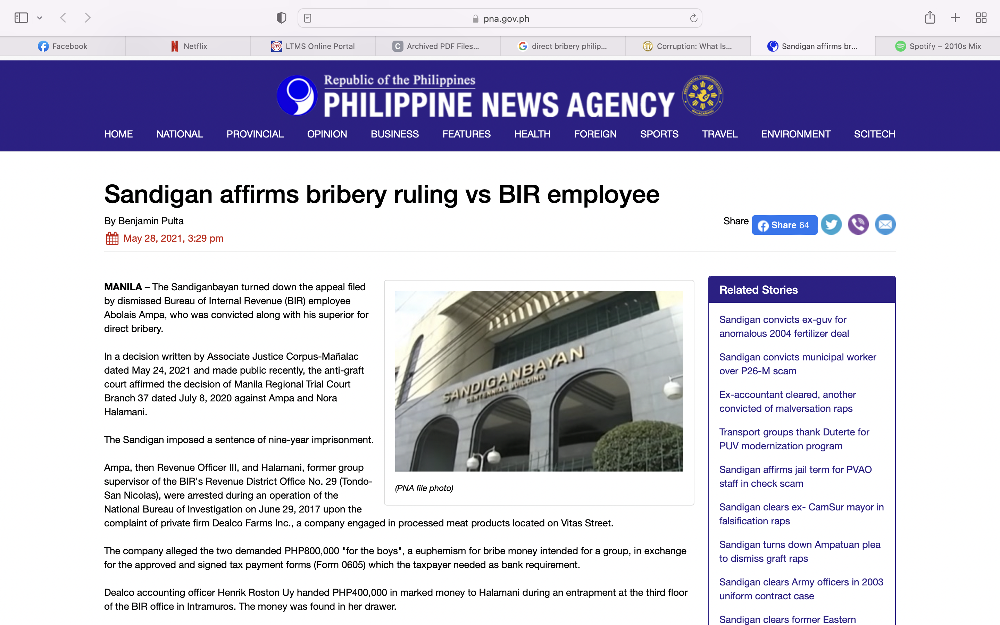 pna.gov.ph
Facebook
Netflix
LTMS Online Portal
C Archived PDF Files...
direct bribery philip...
Corruption: What Is...
Sandigan affirms br...
Spotify – 2010s Mix
Republic of the Philippines
PHILIPPINE NEWS AGENCY
HOME NATIONAL PROVINCIAL OPINION BUSINESS FEATURES HEALTH FOREIGN SPORTS TRAVEL ENVIRONMENT SCITECH
Sandigan affirms bribery ruling vs BIR employee
By Benjamin Pulta
May 28, 2021, 3:29 pm
Share Share 64
MANILA – The Sandiganbayan turned down the appeal filed
by dismissed Bureau of Internal Revenue (BIR) employee
Abolais Ampa, who was convicted along with his superior for
direct bribery.
In a decision written by Associate Justice Corpus-Mañalac
dated May 24, 2021 and made public recently, the anti-graft
court affirmed the decision of Manila Regional Trial Court
Branch 37 dated July 8, 2020 against Ampa and Nora
Halamani.
The Sandigan imposed a sentence of nine-year imprisonment.
Ampa, then Revenue Officer III, and Halamani, former group
supervisor of the BIR's Revenue District Office No. 29 (Tondo-
San Nicolas), were arrested during an operation of the
National Bureau of Investigation on June 29, 2017 upon the
complaint of private firm Dealco Farms Inc., a company engaged in processed meat products located on Vitas Street.
The company alleged the two demanded PHP800,000 "for the boys", a euphemism for bribe money intended for a group, in exchange
for the approved and signed tax payment forms (Form 0605) which the taxpayer needed as bank requirement.
Dealco accounting officer Henrik Roston Uy handed PHP400,000 in marked money to Halamani during an entrapment at the third floor
of the BIR office in Intramuros. The money was found in her drawer.
SANDIGANBAYAN
CENTENNIAL BUILDING
(PNA file photo)
Related Stories
Sandigan convicts ex-guv for
anomalous 2004 fertilizer deal
Sandigan convicts municipal worker
over P26-M scam
Ex-accountant cleared, another
convicted of malversation raps
Transport groups thank Duterte for
PUV modernization program
Sandigan affirms jail term for PVAO
staff in check scam
Sandigan clears ex- CamSur mayor in
falsification raps
Sandigan turns down Ampatuan plea
to dismiss graft raps
Sandigan clears Army officers in 2003
uniform contract case
Sandigan clears former Eastern